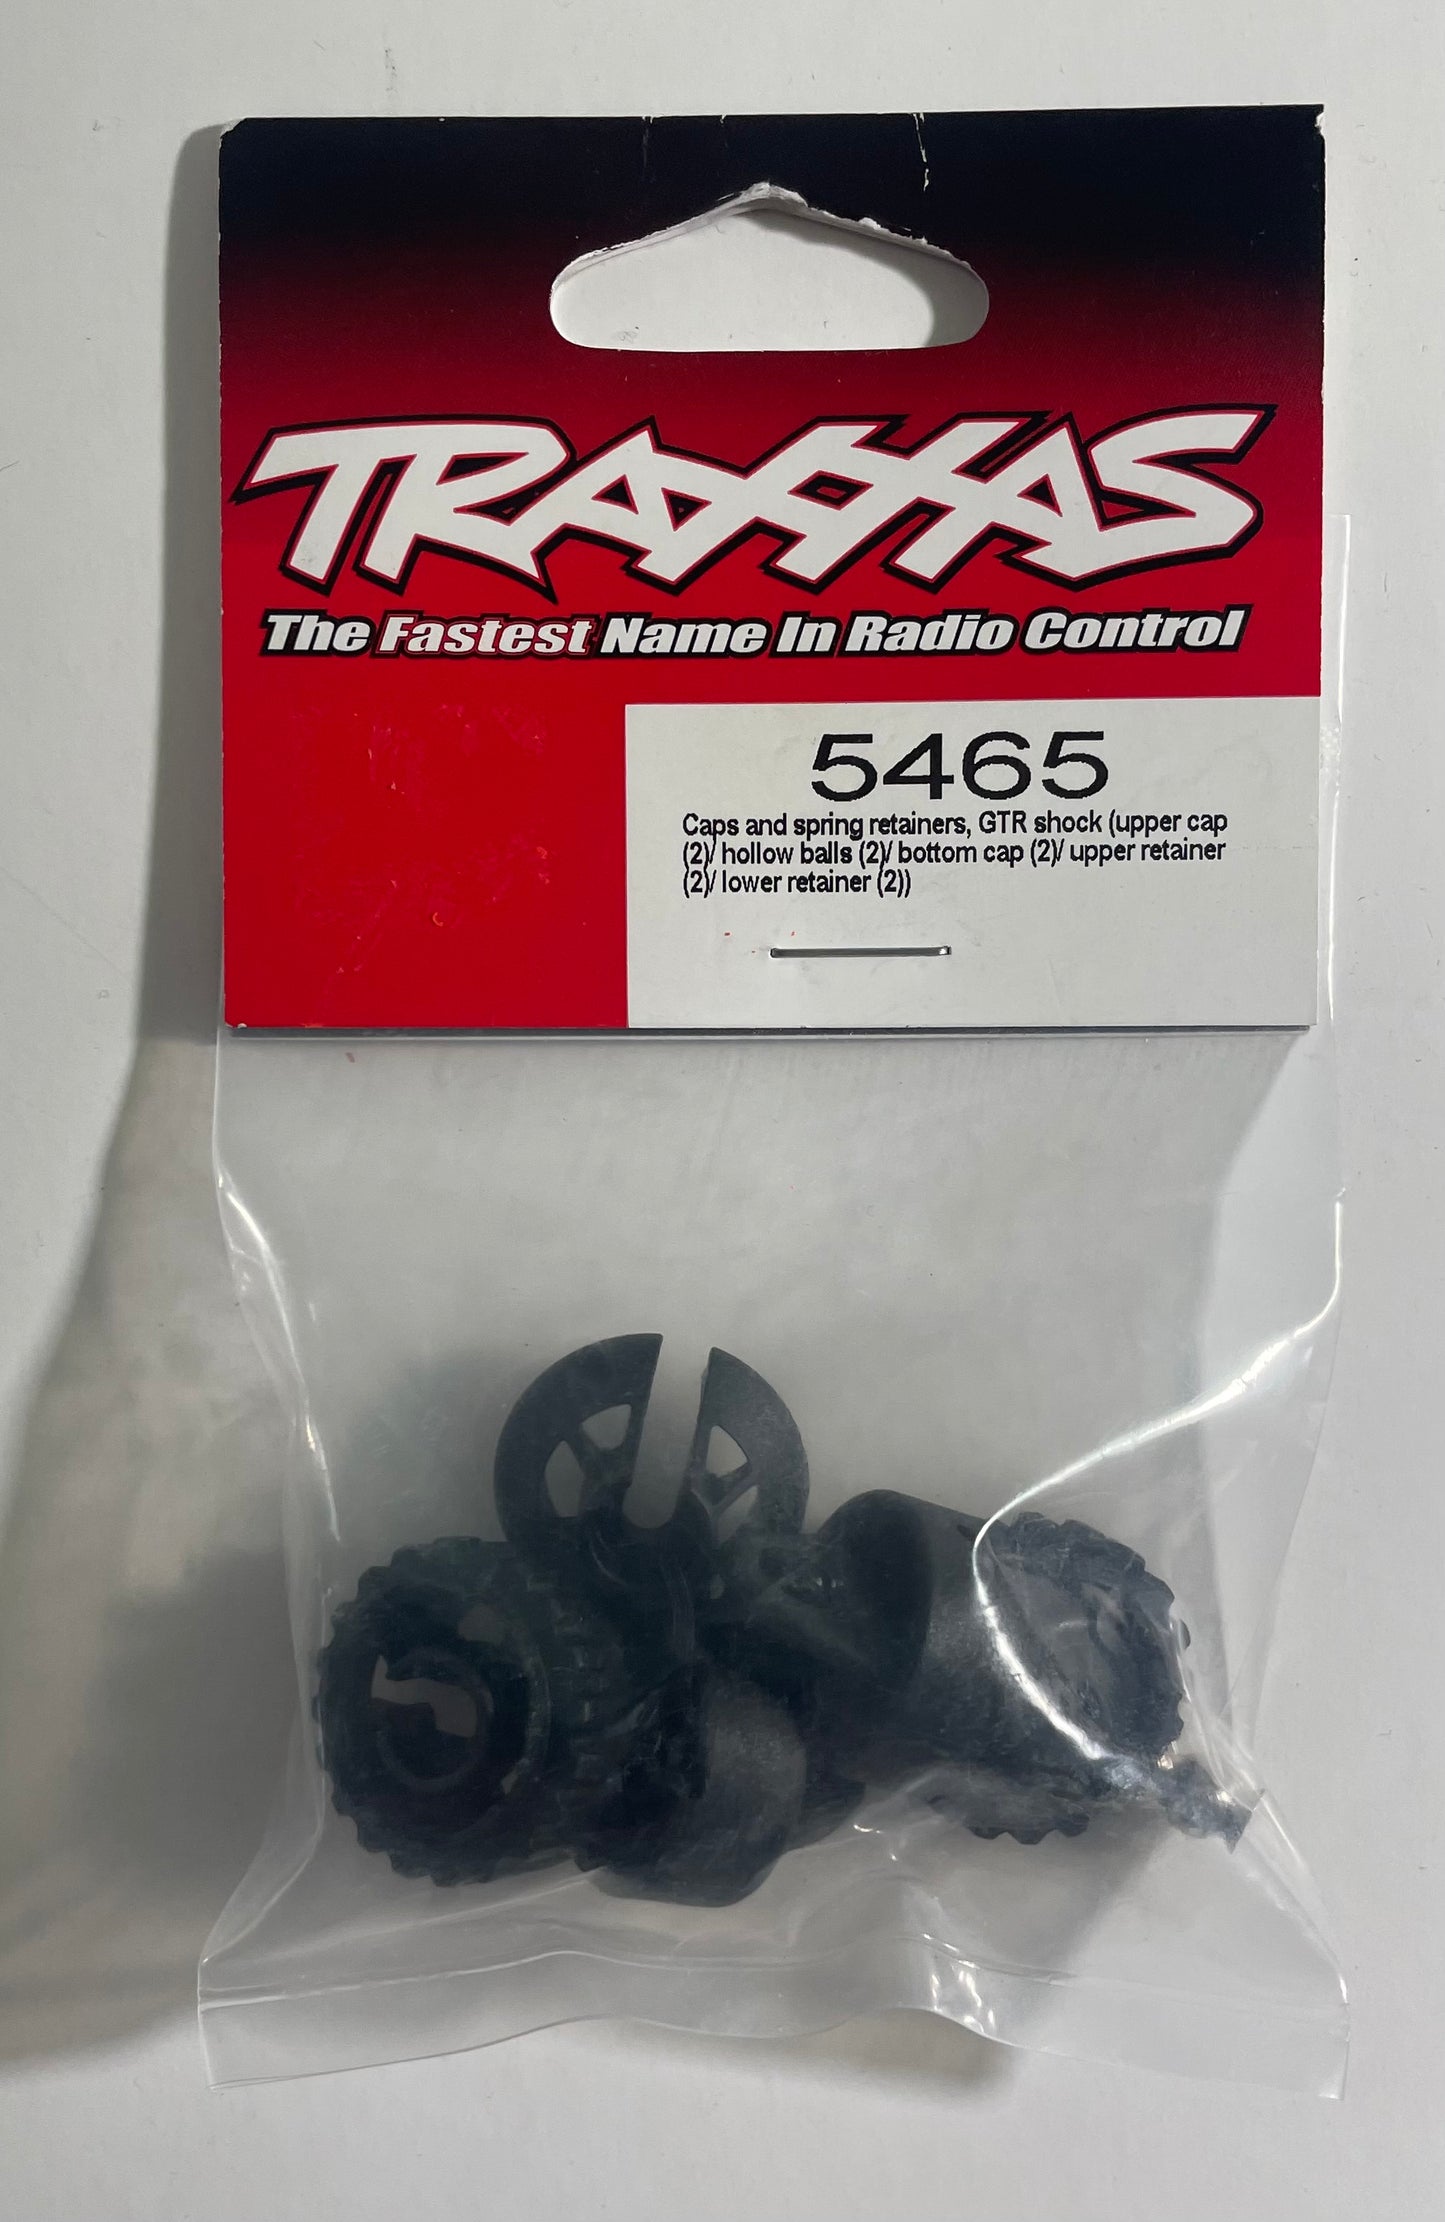 TRAXXAS
The Fastest Name In Radio Control
5465
Caps and spring retainers, GTR shock (upper cap
(2)/ hollow balls (2)/ bottom cap (2)/ upper retainer
(2)/ lower retainer (2))